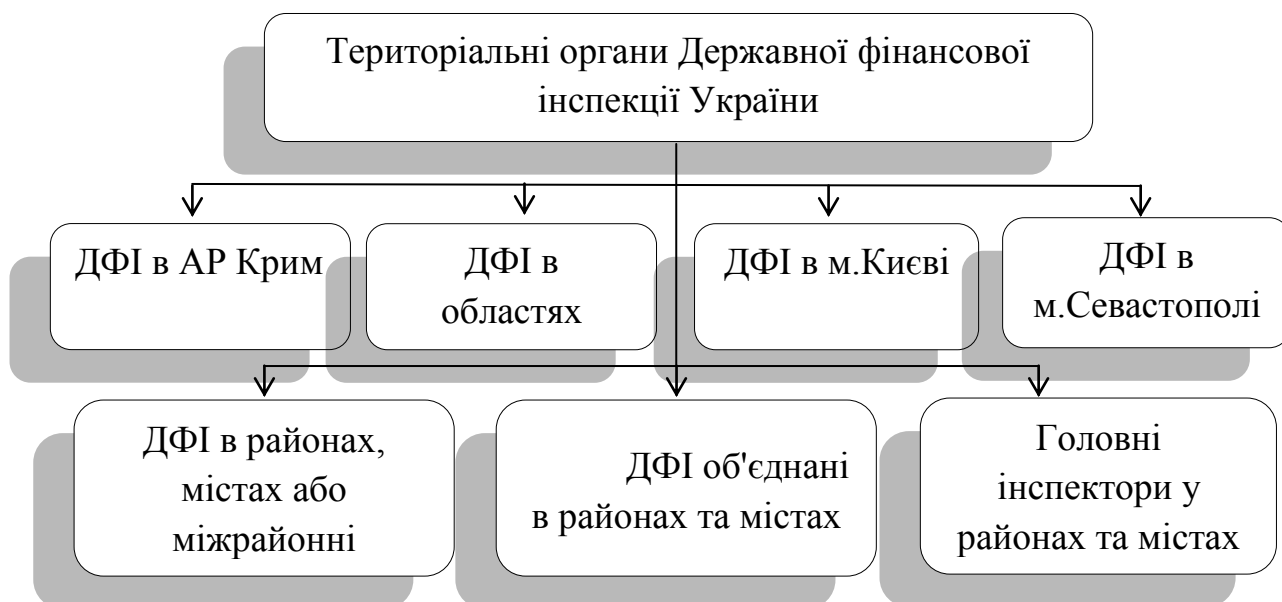 Територіальні органи Державної фінансової
інспекції України
ДФІ в АР Крим
ДФІ в
областях
ДФІ в м.Києві
ДФІ в
м.Севастополі
ДФІ в районах,
містах або
міжрайонні
ДФІ об'єднані
в районах та містах
Головні
інспектори у
районах та містах